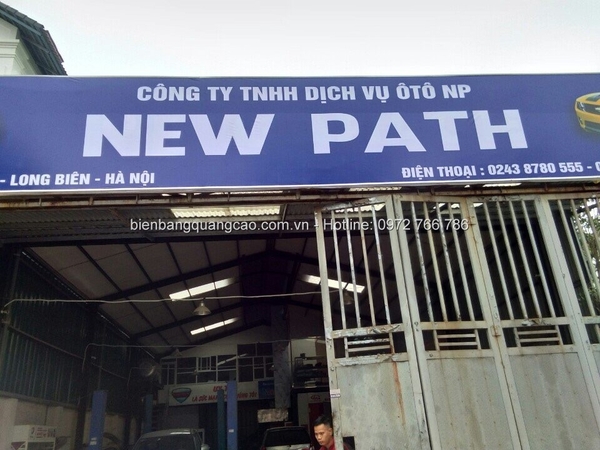 CÔNG TY TNHH DỊCH VỤ ÔTÔ NP
NEW PATH
- LONG BIÊN - HÀ NỘI
ĐIỆN THOẠI : 0243 8780 555 -
bienbangquangcao.com.vn - Hotline: 0972 766 786